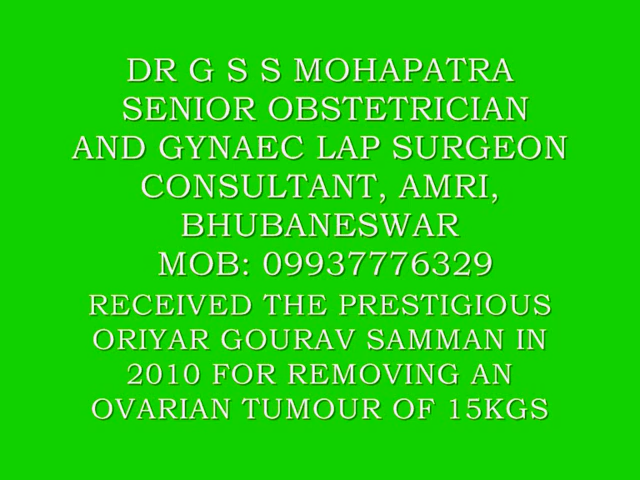 DR G S S MOHAPATRA
SENIOR OBSTETRICIAN
AND GYNAEC LAP SURGEON
CONSULTANT, AMRI,
BHUBANESWAR
MOB: 09937776329
RECEIVED THE PRESTIGIOUS
ORIYAR GOURAV SAMMAN IN
2010 FOR REMOVING AN
OVARIAN TUMOUR OF 15KGS